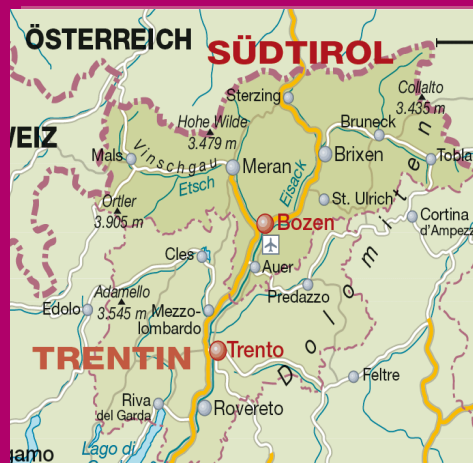 ÖSTERREICH
SÜDTIROL
Sterzing
Collalto
3.435 m
Hohe Wilde
3.479 m
Bruneck
WEIZ
Mals
Vinschgau
Meran
Brixen
Etsch
Eisack
St. Ulrich
Ortler
3.905 m
Bozen
Cortina
d'Ampezz
Dolomiten
Cles
Auer
Adamello
3.545 m
Edolo
Mezzo-
lombardo
Predazzo
TRENTIN
Trento
Feltre
Riva
del Garda
Rovereto
Lago di